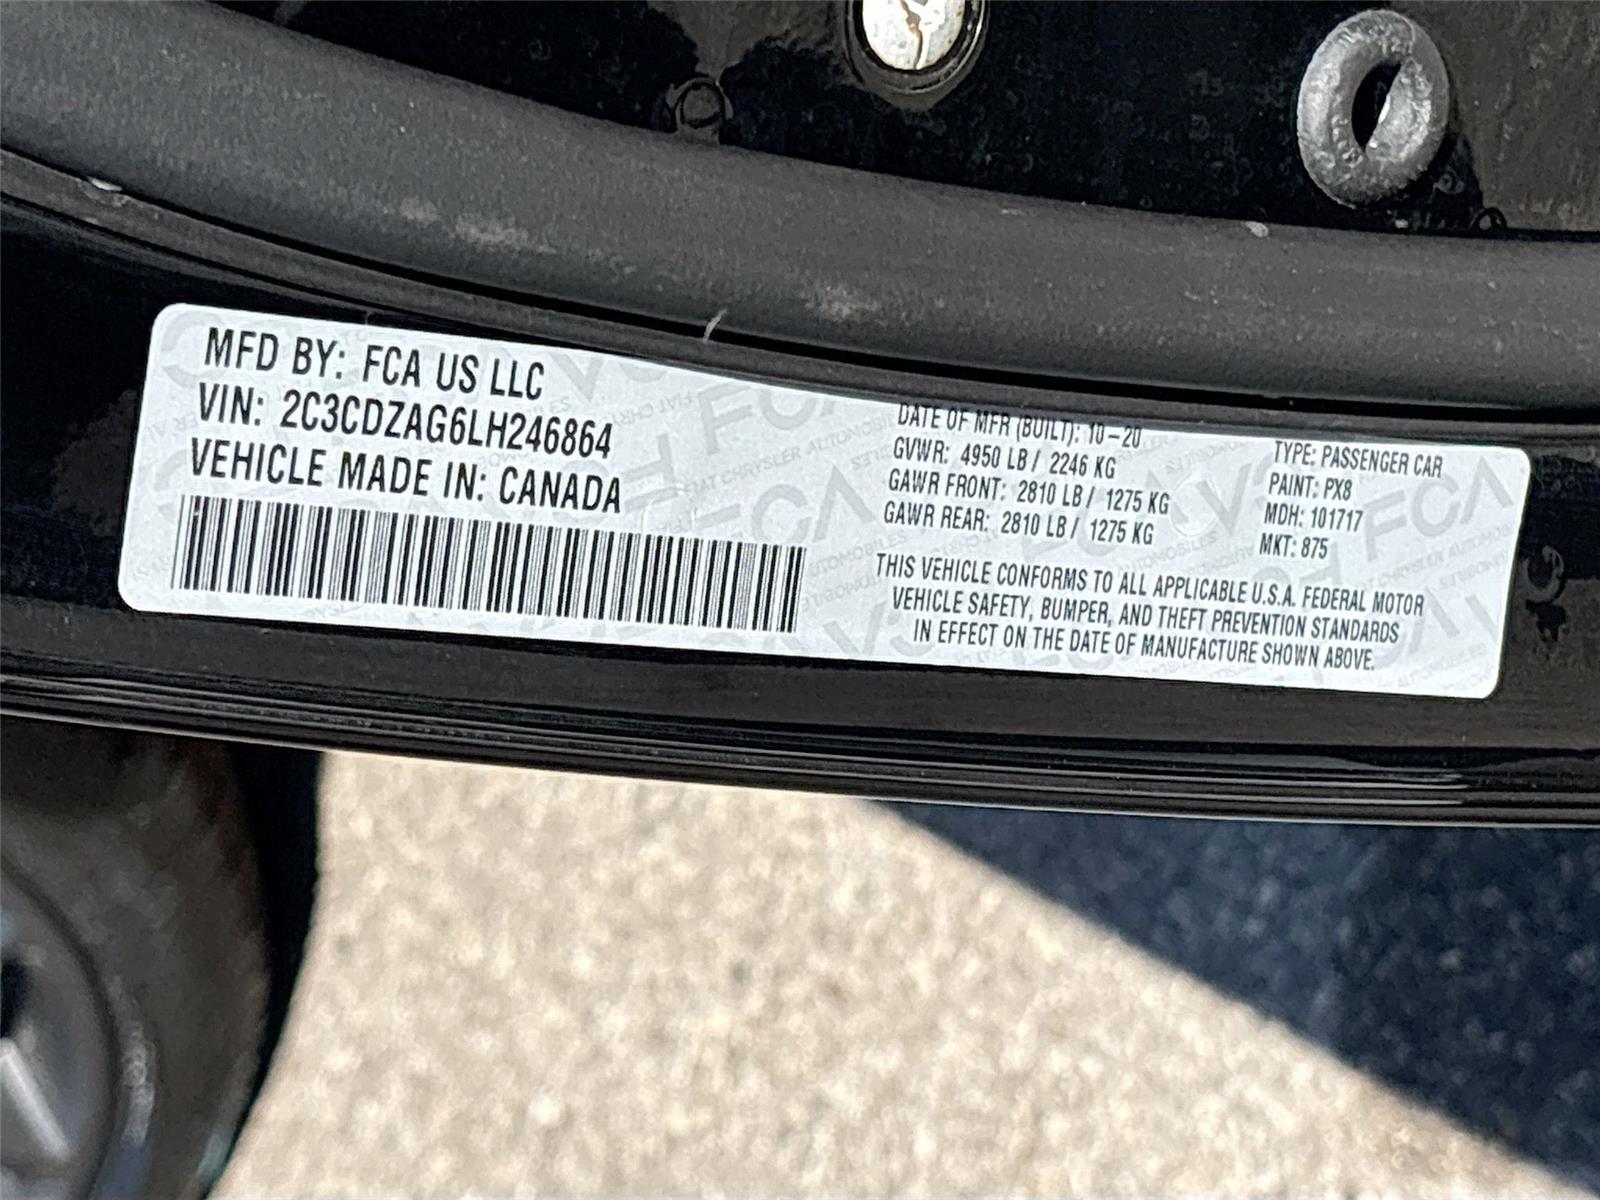 MFD BY: FCA US LLC
VIN: 2C3CDZAG6LH246864
VEHICLE MADE IN: CANADA
DATE OF MFR (BUILT): 10-20
GVWR: 4950 LB / 2246 KG
GAWR FRONT: 2810 LB / 1275 KG
GAWR REAR: 2810 LB / 1275 KG
TYPE: PASSENGER CAR
PAINT: PX8
MDH: 101717
MKT: 875
THIS VEHICLE CONFORMS TO ALL APPLICABLE U.S.A. FEDERAL MOTOR
VEHICLE SAFETY, BUMPER, AND THEFT PREVENTION STANDARDS
IN EFFECT ON THE DATE OF MANUFACTURE SHOWN ABOVE.